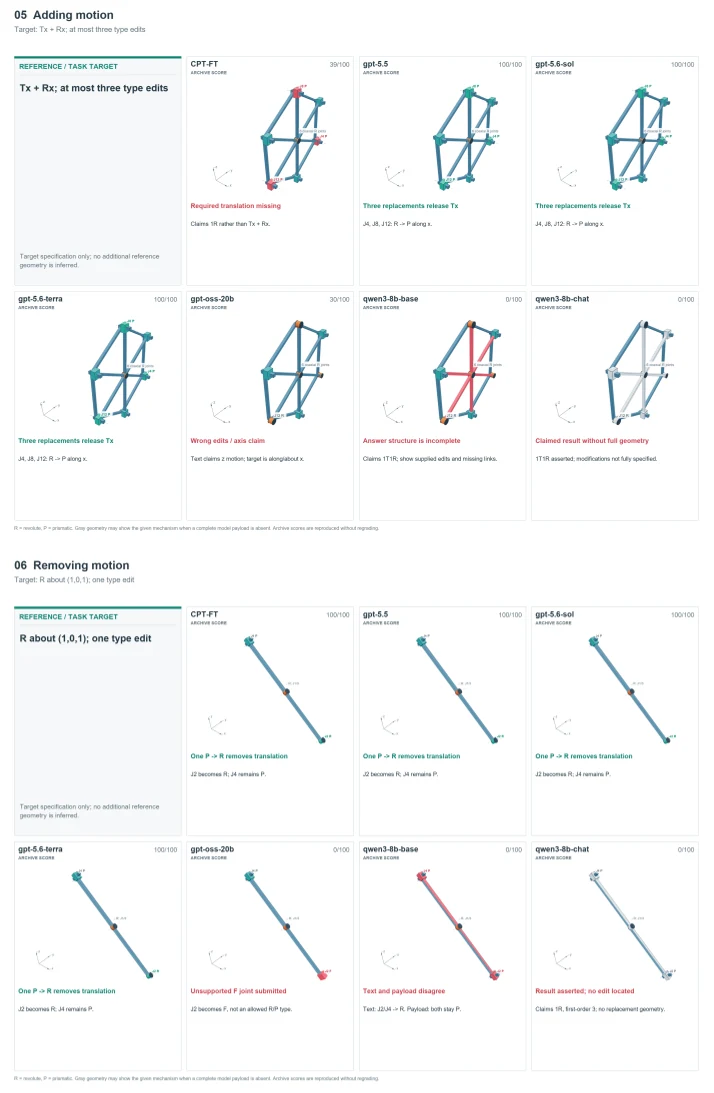 05 Adding motion
Target: Tx + Rx; at most three type edits
REFERENCE / TASK TARGET
Tx + Rx; at most three type edits
Target specification only; no additional reference
geometry is inferred.
CPT-FT 39/100
ARCHIVE SCORE
Required translation missing
Claims 1R rather than Tx + Rx.
gpt-5.5 100/100
ARCHIVE SCORE
Three replacements release Tx
J4, J8, J12: R -> P along x.
gpt-5.6-sol 100/100
ARCHIVE SCORE
Three replacements release Tx
J4, J8, J12: R -> P along x.
gpt-5.6-terra 100/100
ARCHIVE SCORE
Three replacements release Tx
J4, J8, J12: R -> P along x.
gpt-oss-20b 30/100
ARCHIVE SCORE
Wrong edits / axis claim
Text claims z motion; target is along/about x.
qwen3-8b-base 0/100
ARCHIVE SCORE
Answer structure is incomplete
Claims 1T1R; show supplied edits and missing links.
qwen3-8b-chat 0/100
ARCHIVE SCORE
Claimed result without full geometry
1T1R asserted; modifications not fully specified.
R = revolute, P = prismatic. Grey geometry may show the given mechanism when a complete model payload is absent. Archive scores are reproduced without regrading.
06 Removing motion
Target: R about (1,0,1); one type edit
REFERENCE / TASK TARGET
R about (1,0,1); one type edit
Target specification only; no additional reference
geometry is inferred.
CPT-FT 100/100
ARCHIVE SCORE
One P -> R removes translation
J2 becomes R; J4 remains P.
gpt-5.5 100/100
ARCHIVE SCORE
One P -> R removes translation
J2 becomes R; J4 remains P.
gpt-5.6-sol 100/100
ARCHIVE SCORE
One P -> R removes translation
J2 becomes R; J4 remains P.
gpt-5.6-terra 100/100
ARCHIVE SCORE
One P -> R removes translation
J2 becomes R; J4 remains P.
gpt-oss-20b 0/100
ARCHIVE SCORE
Unsupported F joint submitted
J2 becomes F, not an allowed R/P type.
qwen3-8b-base 0/100
ARCHIVE SCORE
Text and payload disagree
Text: J2/J4 -> R. Payload: both stay P.
qwen3-8b-chat 0/100
ARCHIVE SCORE
Result asserted; no edit located
Claims 1R, first-order 3; no replacement geometry.
R = revolute, P = prismatic. Grey geometry may show the given mechanism when a complete model payload is absent. Archive scores are reproduced without regrading.